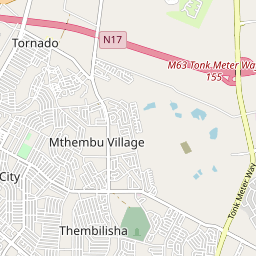 N17
Tornado
M63 Tonk Meter Way
155
Mthembu Village
City
Tonk Meter Way
Thembilisha